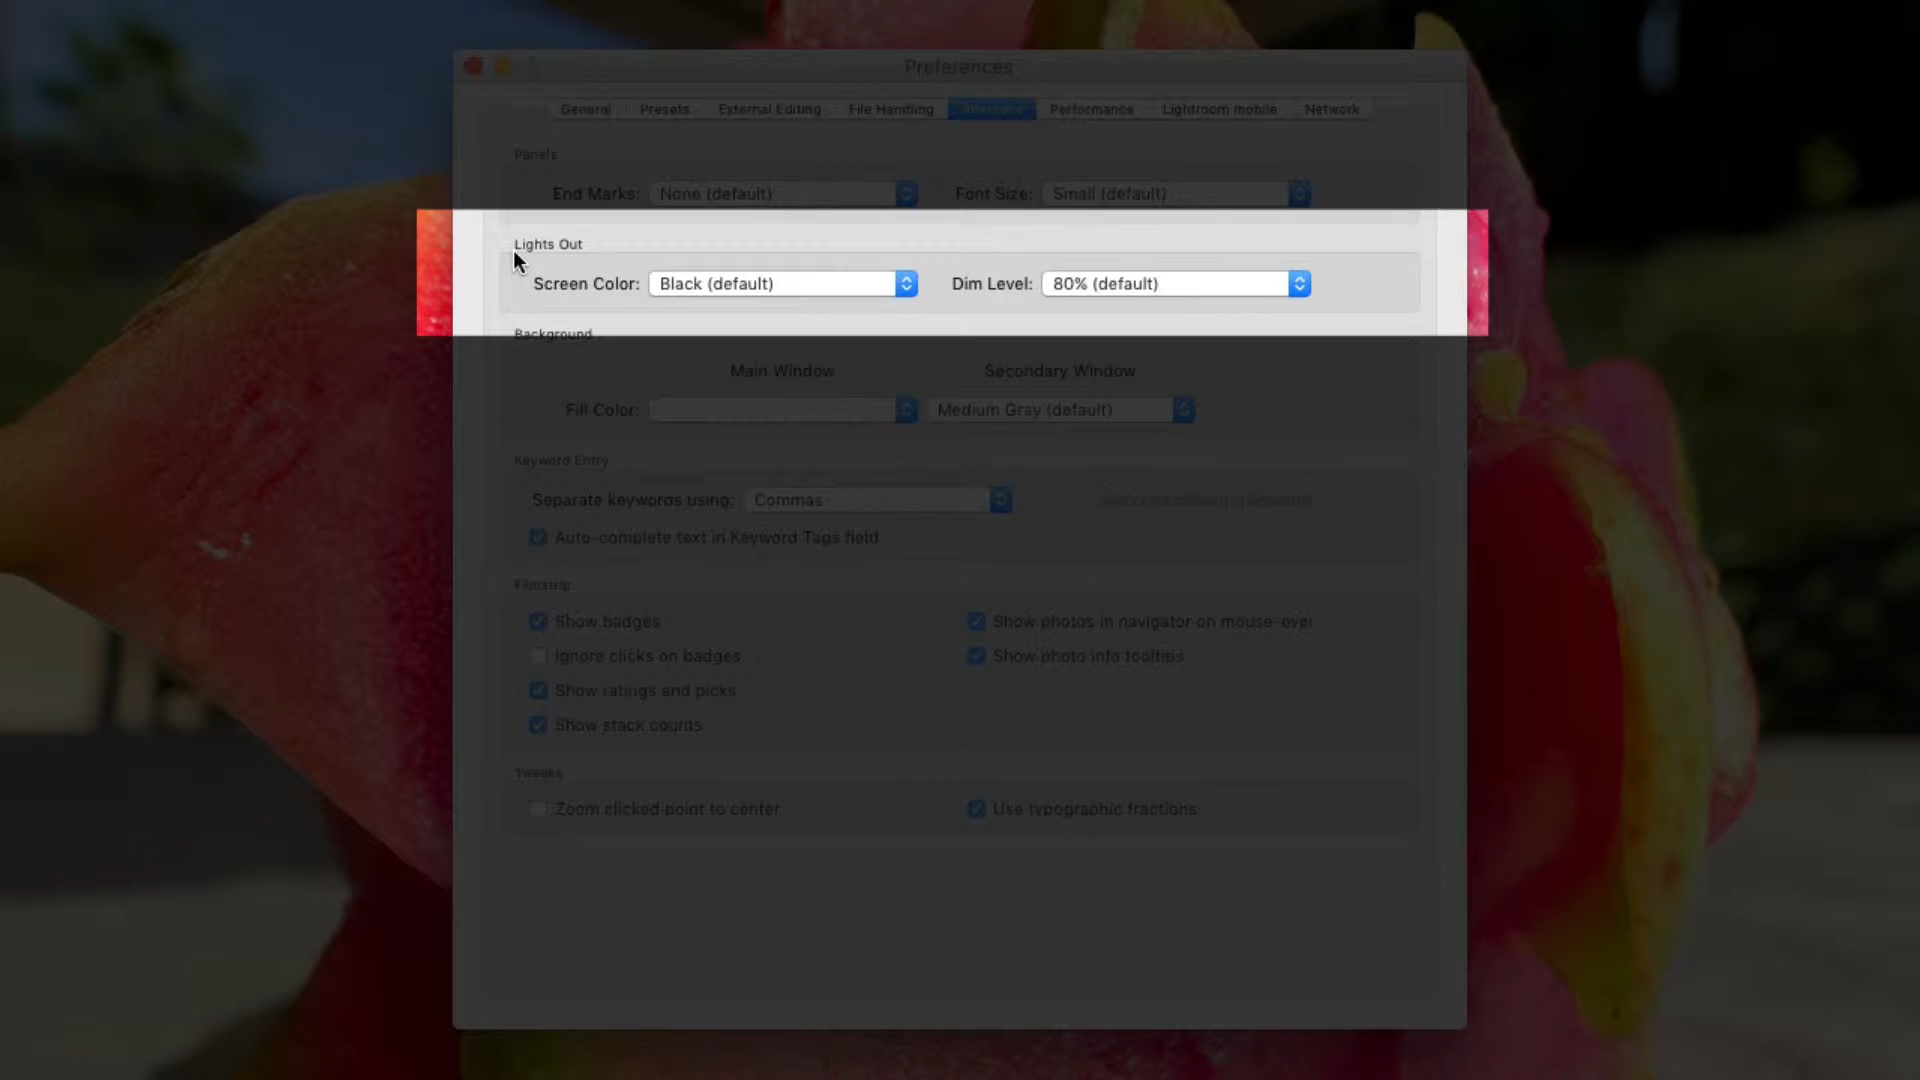 Preferences
General Presets External Editing File Handling Interface Performance Lightroom mobile Network
Panels
End Marks: None (default) Font Size: Small (default)
Lights Out
Screen Color: Black (default) Dim Level: 80% (default)
Background
Main Window Secondary Window
Fill Color: Medium Gray (default)
Keyword Entry
Separate keywords using: Commas
Auto-complete text in Keyword Tags field
Filmstrip
Show badges Show photos in navigator on mouse-over
Ignore clicks on badges Show photo info tooltips
Show ratings and picks
Show stack counts
Tweaks
Zoom clicked point to center Use typographic fractions